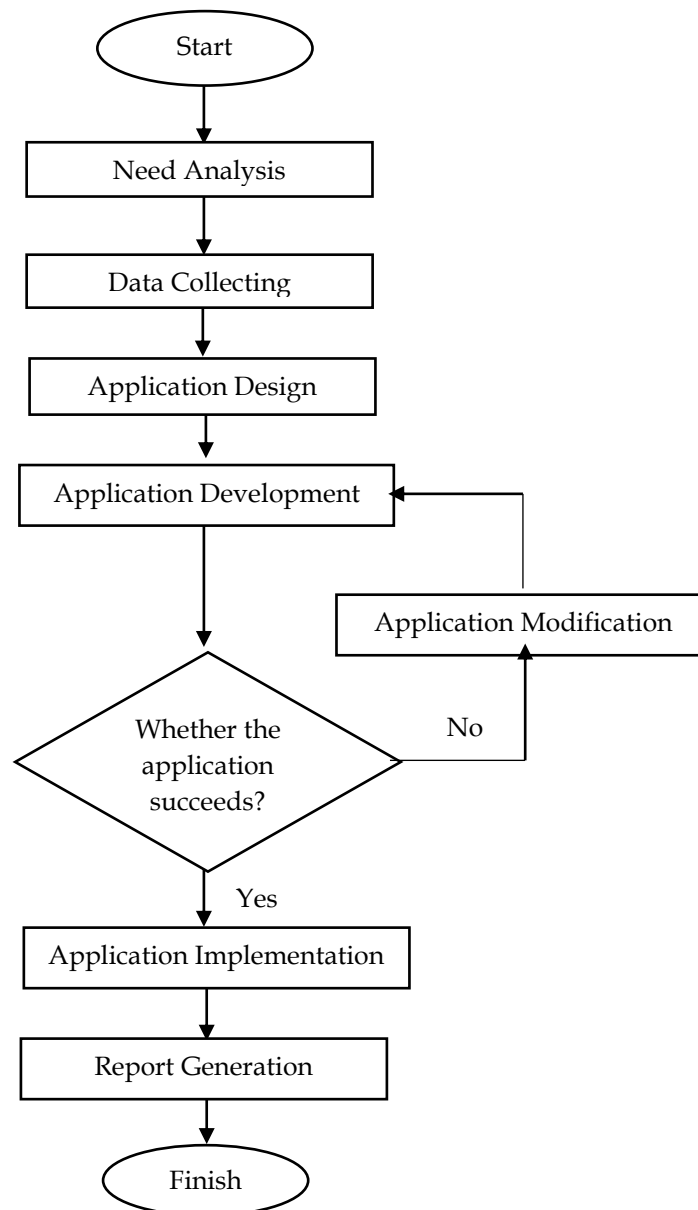 Start
Need Analysis
Data Collecting
Application Design
Application Development
Application Modification
Whether the
application
succeeds?
No
Yes
Application Implementation
Report Generation
Finish